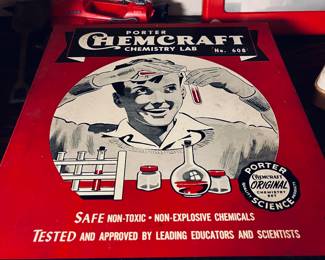 PORTER
CHEMCRAFT
CHEMISTRY LAB No. 608
PORTER
CHEMCRAFT
ORIGINAL
CHEMISTRY
SET
SCIENCE
SAFE NON-TOXIC • NON-EXPLOSIVE CHEMICALS
TESTED AND APPROVED BY LEADING EDUCATORS AND SCIENTISTS